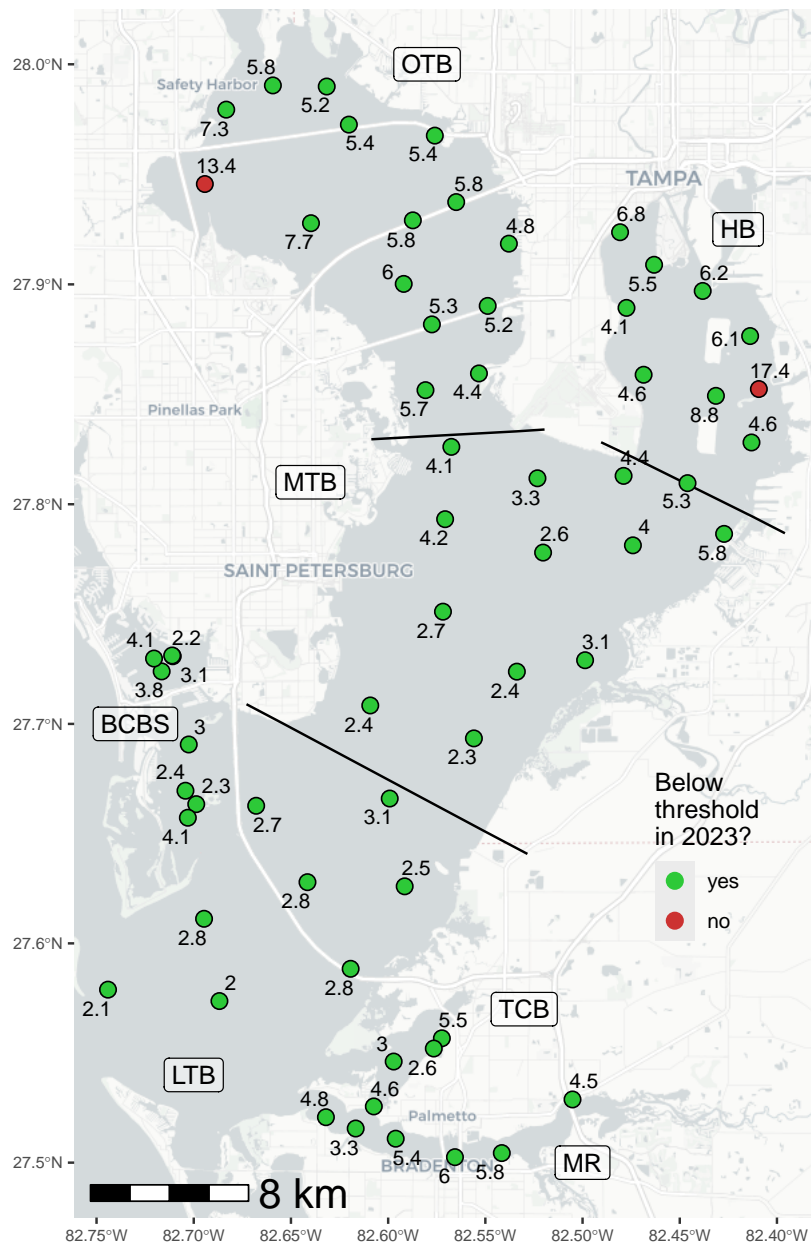 28.0°N
27.9°N
27.8°N
27.7°N
27.6°N
27.5°N
82.75°W 82.70°W 82.65°W 82.60°W 82.55°W 82.50°W 82.45°W 82.40°W
OTB
5.8
Safety Harbor
5.2
7.3
5.4
5.4
13.4
TAMPA
5.8
6.8
HB
7.7
5.8
4.8
5.5
6.2
6
5.3
5.2
4.1
6.1
17.4
Pinellas Park
5.7
4.4
4.6
8.8
4.6
4.1
4.4
MTB
3.3
5.3
4.2
2.6
4
5.8
SAINT PETERSBURG
2.7
4.1
2.2
3.1
3.8
3.1
2.4
BCBS
3
2.4
2.3
2.4
2.3
4.1
2.7
3.1
Below
threshold
in 2023?
yes
no
2.8
2.5
2.8
2.8
2.1
2
TCB
5.5
3
2.6
LTB
4.8
4.6
4.5
3.3
Palmetto
5.4
BRADENTON
6
5.8
MR
8 km